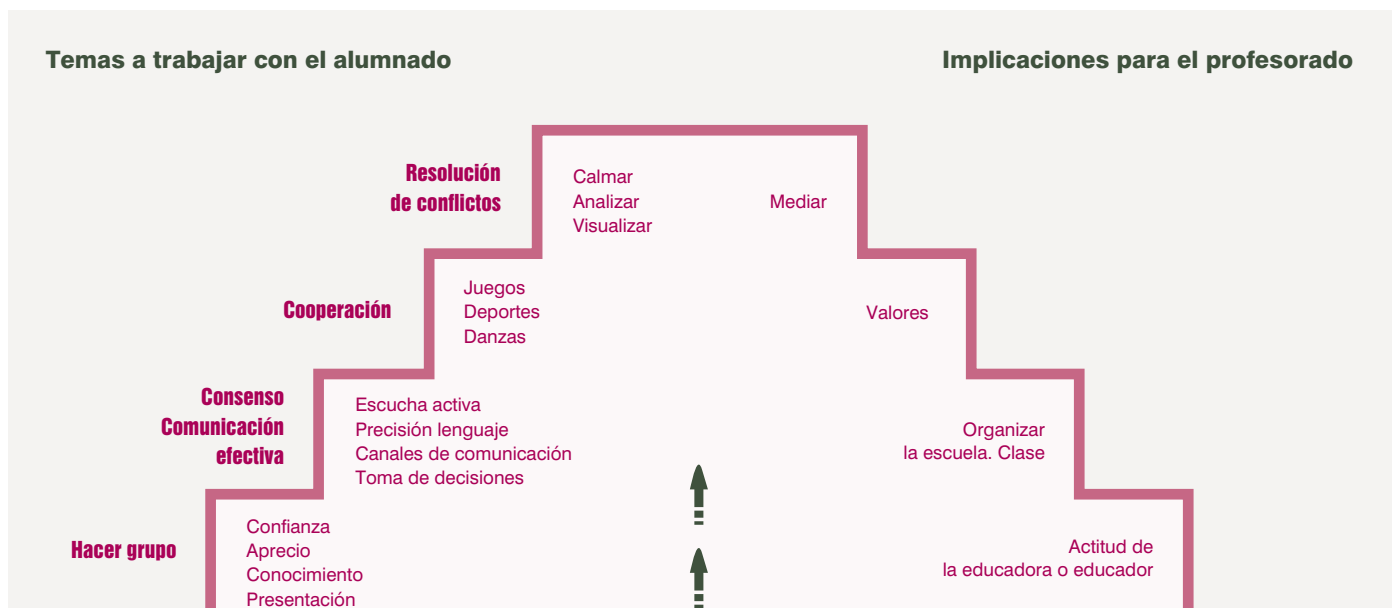 Temas a trabajar con el alumnado
Implicaciones para el profesorado
Resolución
de conflictos
Calmar
Analizar
Visualizar
Mediar
Cooperación
Juegos
Deportes
Danzas
Valores
Consenso
Comunicación
efectiva
Escucha activa
Precisión lenguaje
Canales de comunicación
Toma de decisiones
Organizar
la escuela. Clase
Hacer grupo
Confianza
Aprecio
Conocimiento
Presentación
Actitud de
la educadora o educador